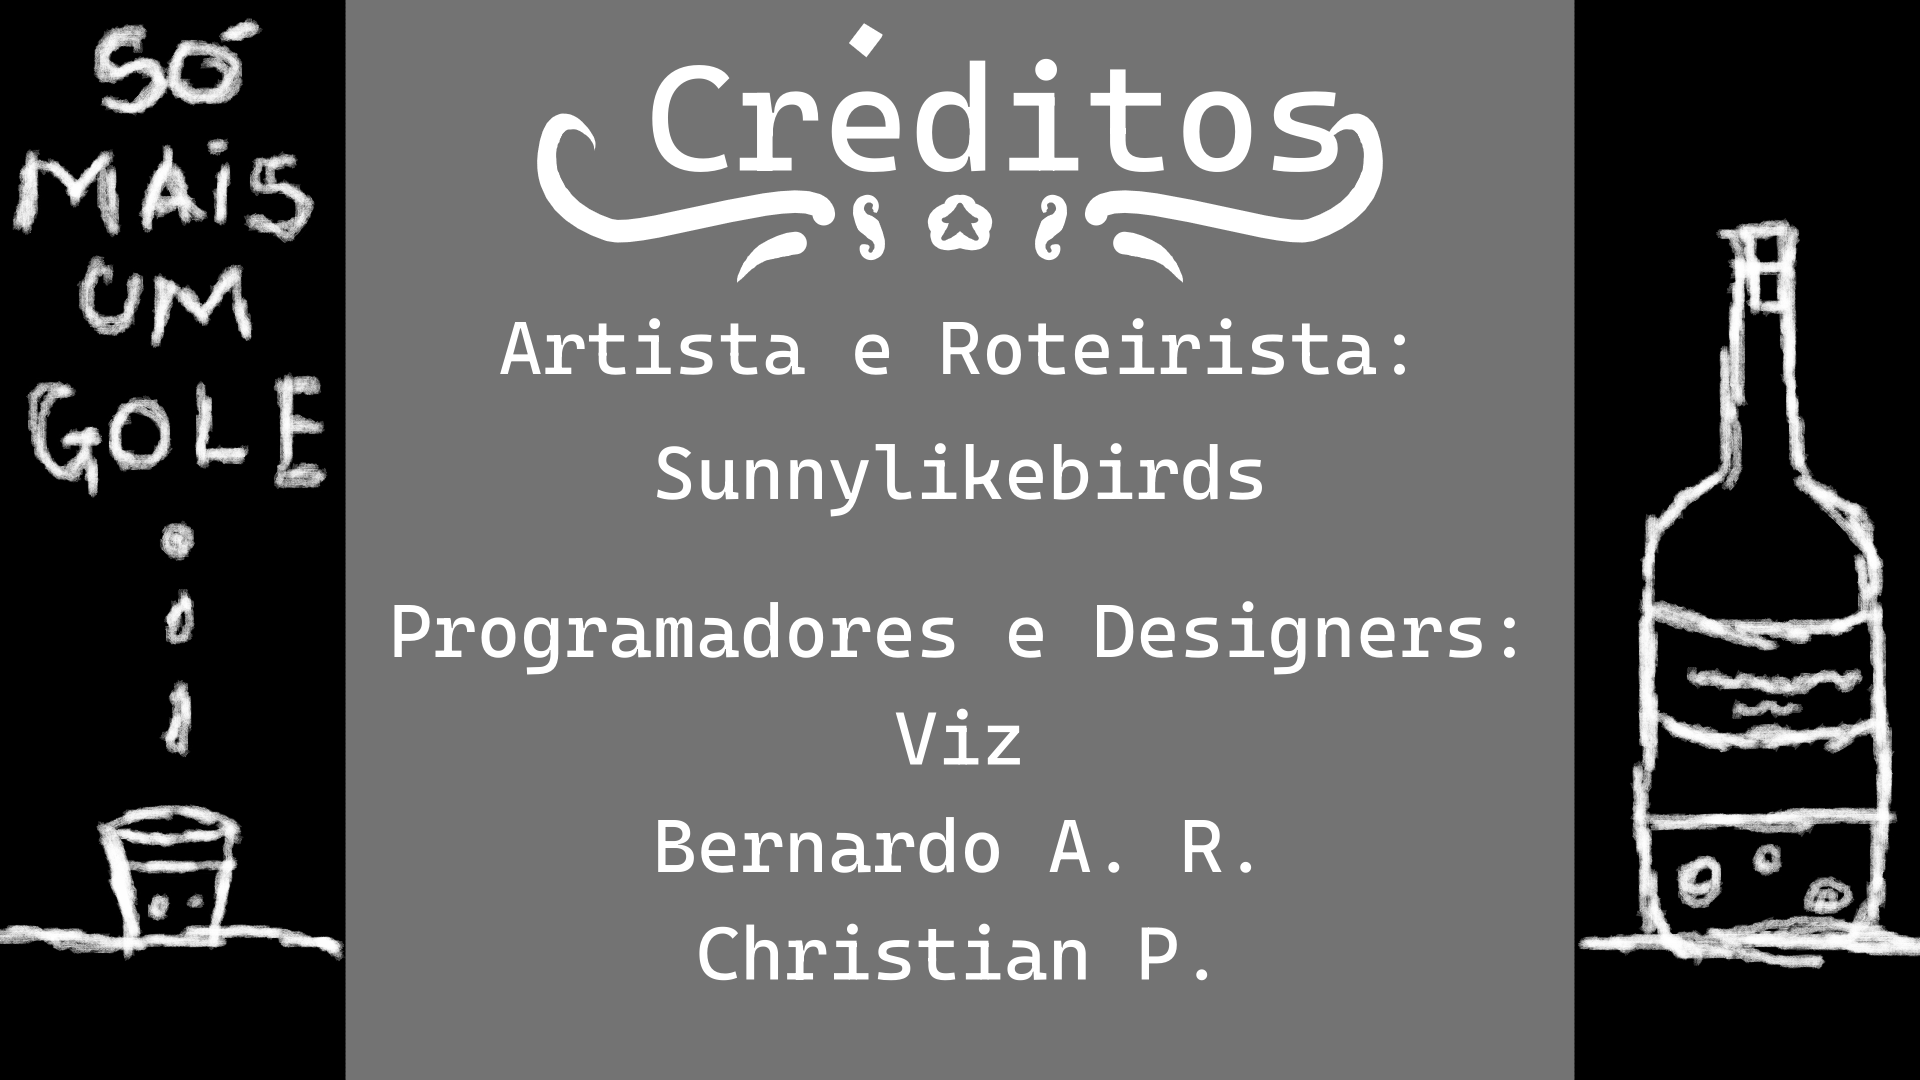 SÓ
MAiS
UM
GOLE
Créditos
Artista e Roteirista:
Sunnylikebirds
Programadores e Designers:
Viz
Bernardo A. R.
Christian P.